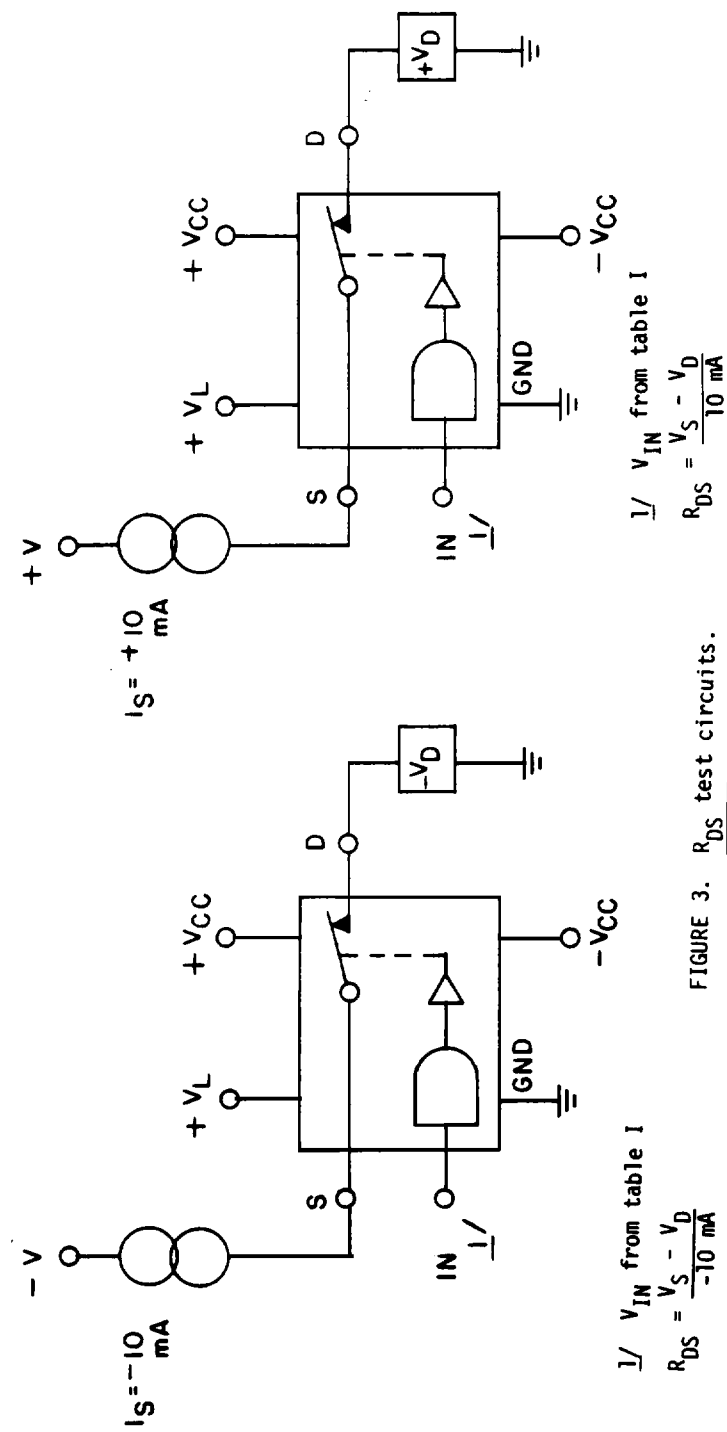 -V
I_S = -10 mA
+V_L
+V_CC
S
D
-V_D
IN 1/
GND
-V_CC
1/ V_IN from table I
R_DS = (V_S - V_D) / -10 mA
+V
I_S = +10 mA
+V_L
+V_CC
S
D
+V_D
IN 1/
GND
-V_CC
1/ V_IN from table I
R_DS = (V_S - V_D) / 10 mA
FIGURE 3. R_DS test circuits.